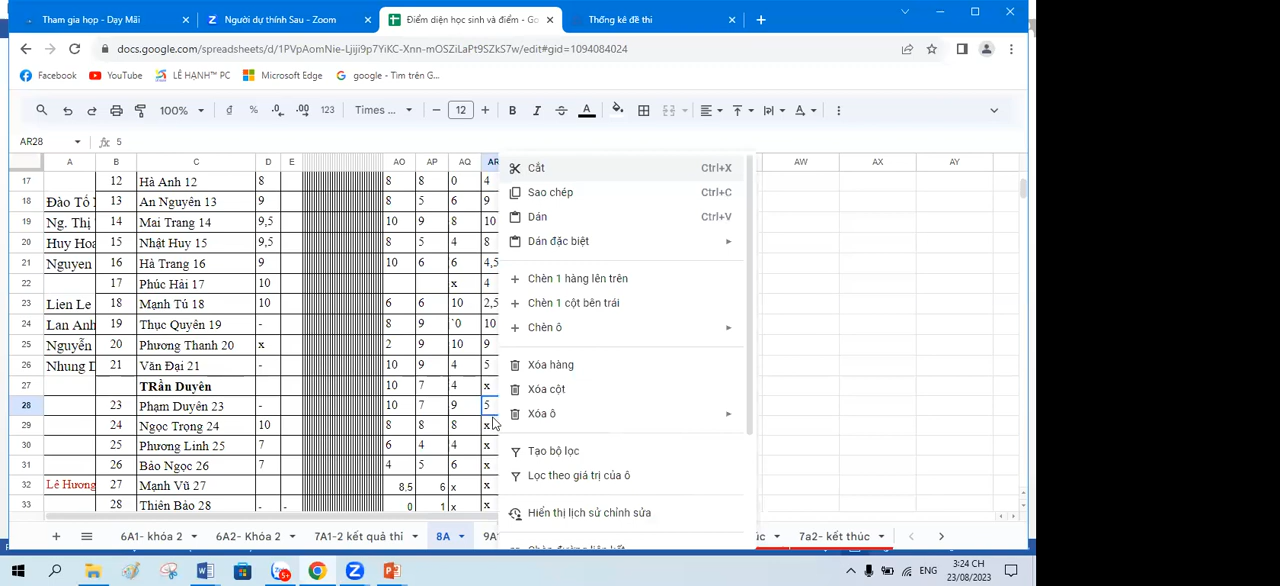 Tham gia họp - Dạy Mãi
Người dự thính Sau - Zoom
Điểm diện học sinh và điểm - Go
Thống kê đề thi
docs.google.com/spreadsheets/d/1PVpAomNie-Ljiji9p7YiKC-Xnn-mOSZiLaPt9SZkS7w/edit#gid=1094084024
Facebook YouTube LÊ HẠNH™ PC Microsoft Edge google - Tìm trên G...
100% đ % .0 .00 123 Times ... 12 B I A
AR28 fx 5
A B C D E AO AP AQ AR AW AX AY
17 12 Hà Anh 12 8 8 8 0 4
18 Đào Tố 13 An Nguyên 13 9 8 5 6 9
19 Ng. Thị 14 Mai Trang 14 9,5 10 9 8 10
20 Huy Hoa 15 Nhật Huy 15 9,5 8 5 4 8
21 Nguyen 16 Hà Trang 16 9 10 6 6 4,5
22 17 Phúc Hải 17 10 x 4
23 Lien Le 18 Mạnh Tú 18 10 6 6 10 2,5
24 Lan Anh 19 Thục Quyên 19 - 8 9 `0 10
25 Nguyễn 20 Phương Thanh 20 x 2 9 10 9
26 Nhung D 21 Văn Đại 21 - 10 9 4 5
27 TRần Duyên 10 7 4 x
28 23 Phạm Duyên 23 - 10 7 9 5
29 24 Ngọc Trọng 24 10 8 8 8 x
30 25 Phương Linh 25 7 6 4 4 x
31 26 Bảo Ngọc 26 7 4 5 6 x
32 Lê Hương 27 Mạnh Vũ 27 8,5 6 x x
33 28 Thiên Bảo 28 - - 0 1 x x
Cắt Ctrl+X
Sao chép Ctrl+C
Dán Ctrl+V
Dán đặc biệt
Chèn 1 hàng lên trên
Chèn 1 cột bên trái
Chèn ô
Xóa hàng
Xóa cột
Xóa ô
Tạo bộ lọc
Lọc theo giá trị của ô
Hiển thị lịch sử chỉnh sửa
6A1- khóa 2 6A2- Khóa 2 7A1-2 kết quả thi 8A 9A 7a2- kết thúc
ENG
3:24 CH
23/08/2023